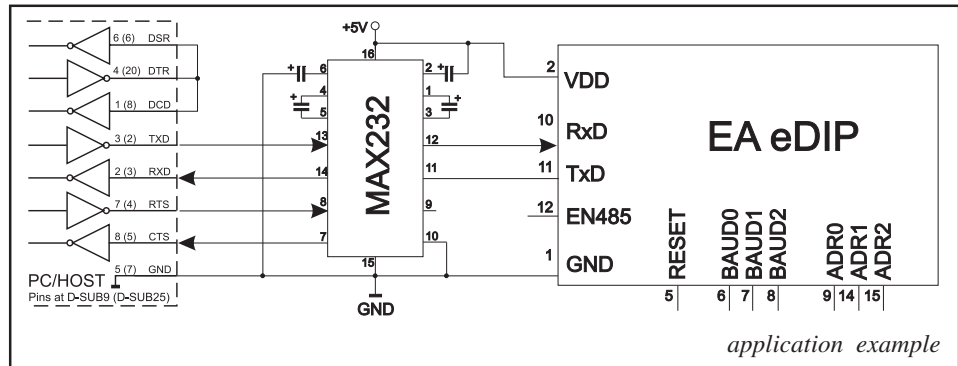 6 (6) DSR
4 (20) DTR
1 (8) DCD
3 (2) TXD
2 (3) RXD
7 (4) RTS
8 (5) CTS
5 (7) GND
PC/HOST
Pins at D-SUB9 (D-SUB25)
+5V
16
6 2
+ +
4 1
+ +
5 3
13 12
14 11
8 9
7 10
15
MAX232
GND
2 VDD
10 RxD
11 TxD
12 EN485
1 GND
EA eDIP
RESET
BAUD0
BAUD1
BAUD2
ADR0
ADR1
ADR2
5 6 7 8 9 14 15
application example